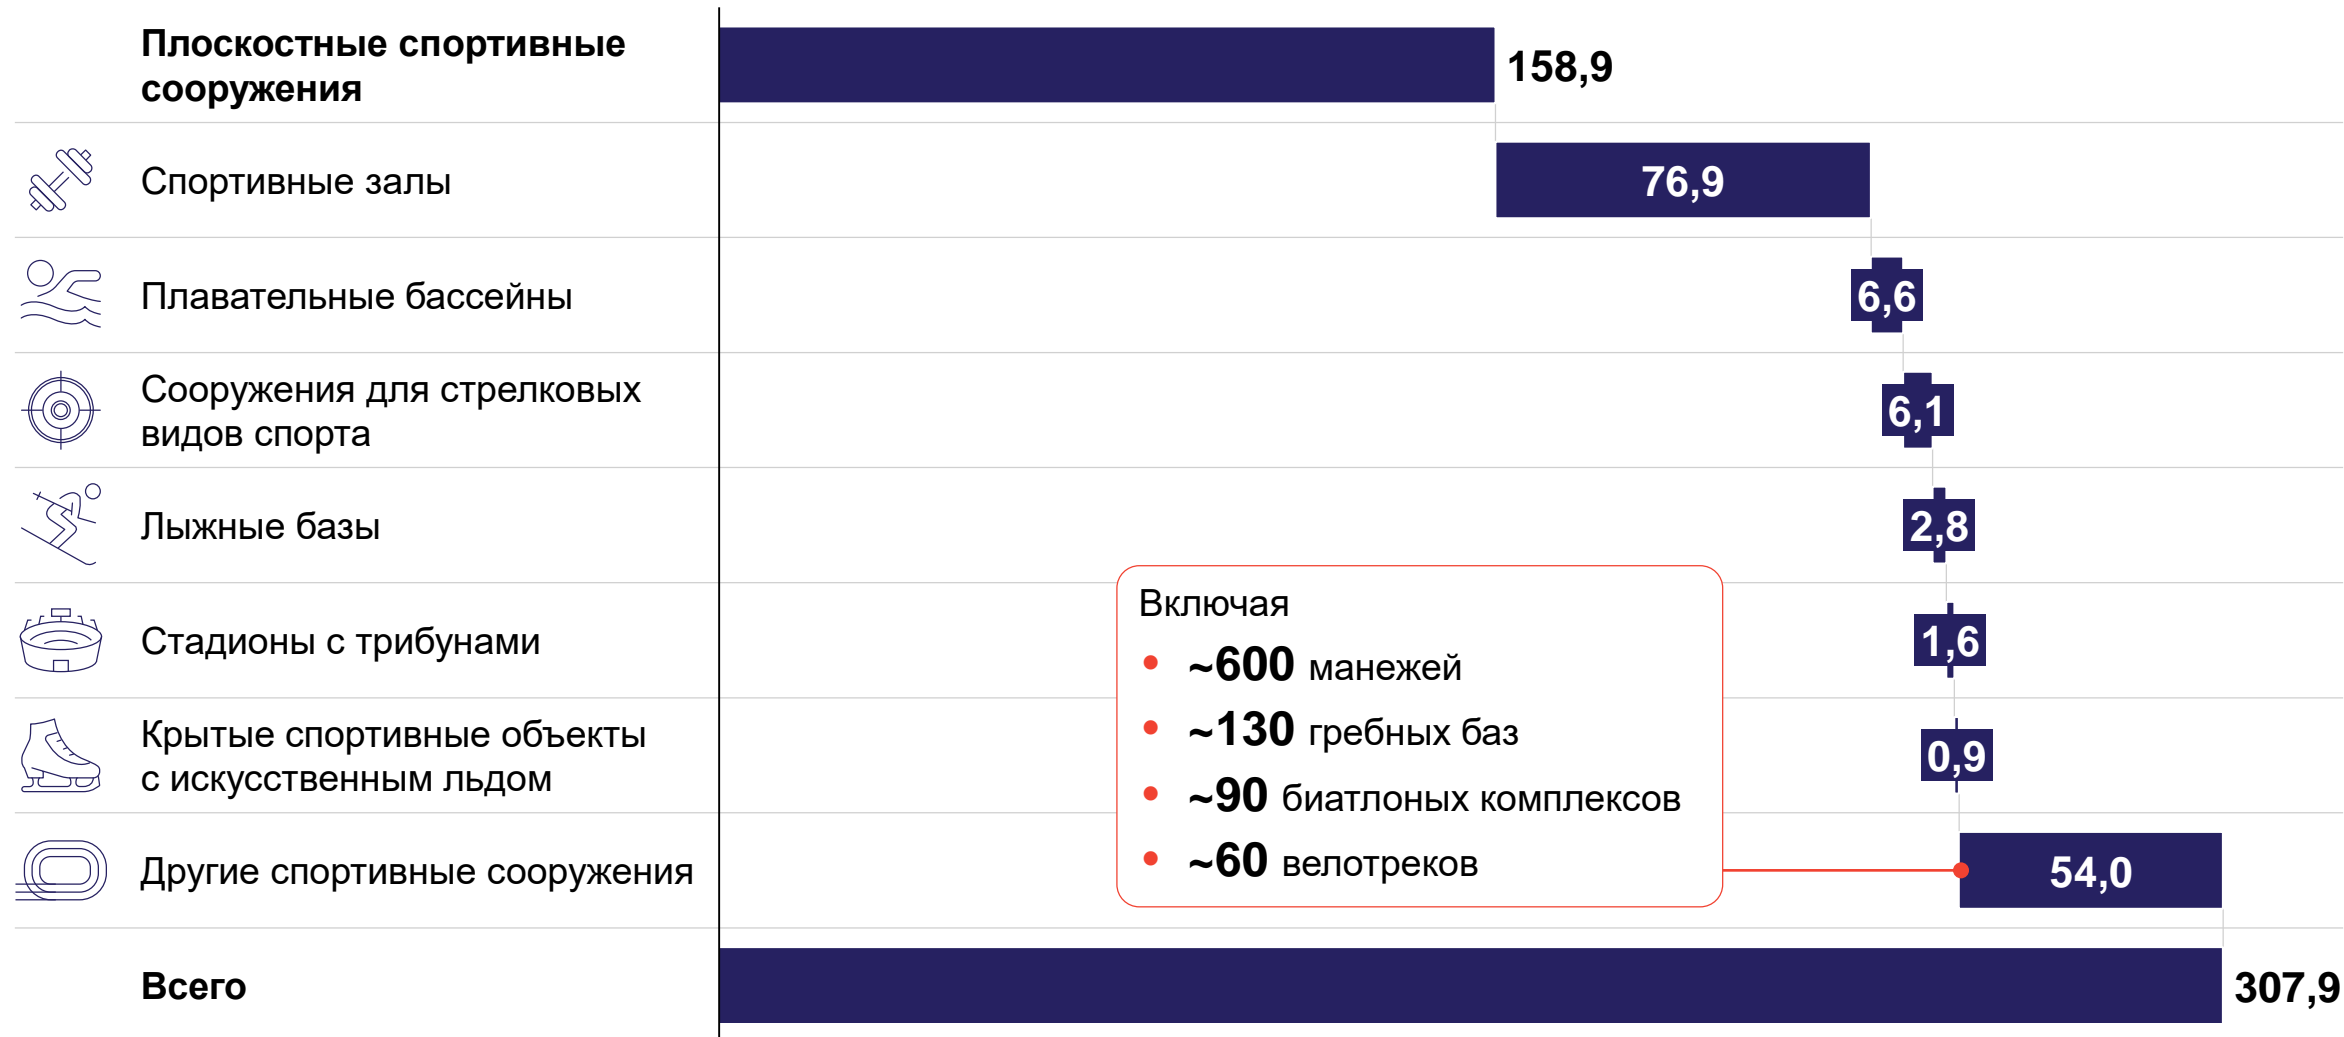 Плоскостные спортивные
сооружения
158,9
Спортивные залы
76,9
Плавательные бассейны
6,6
Сооружения для стрелковых
видов спорта
6,1
Лыжные базы
2,8
Стадионы с трибунами
1,6
Крытые спортивные объекты
с искусственным льдом
0,9
Другие спортивные сооружения
54,0
Включая
• ~600 манежей
• ~130 гребных баз
• ~90 биатлоных комплексов
• ~60 велотреков
Всего
307,9